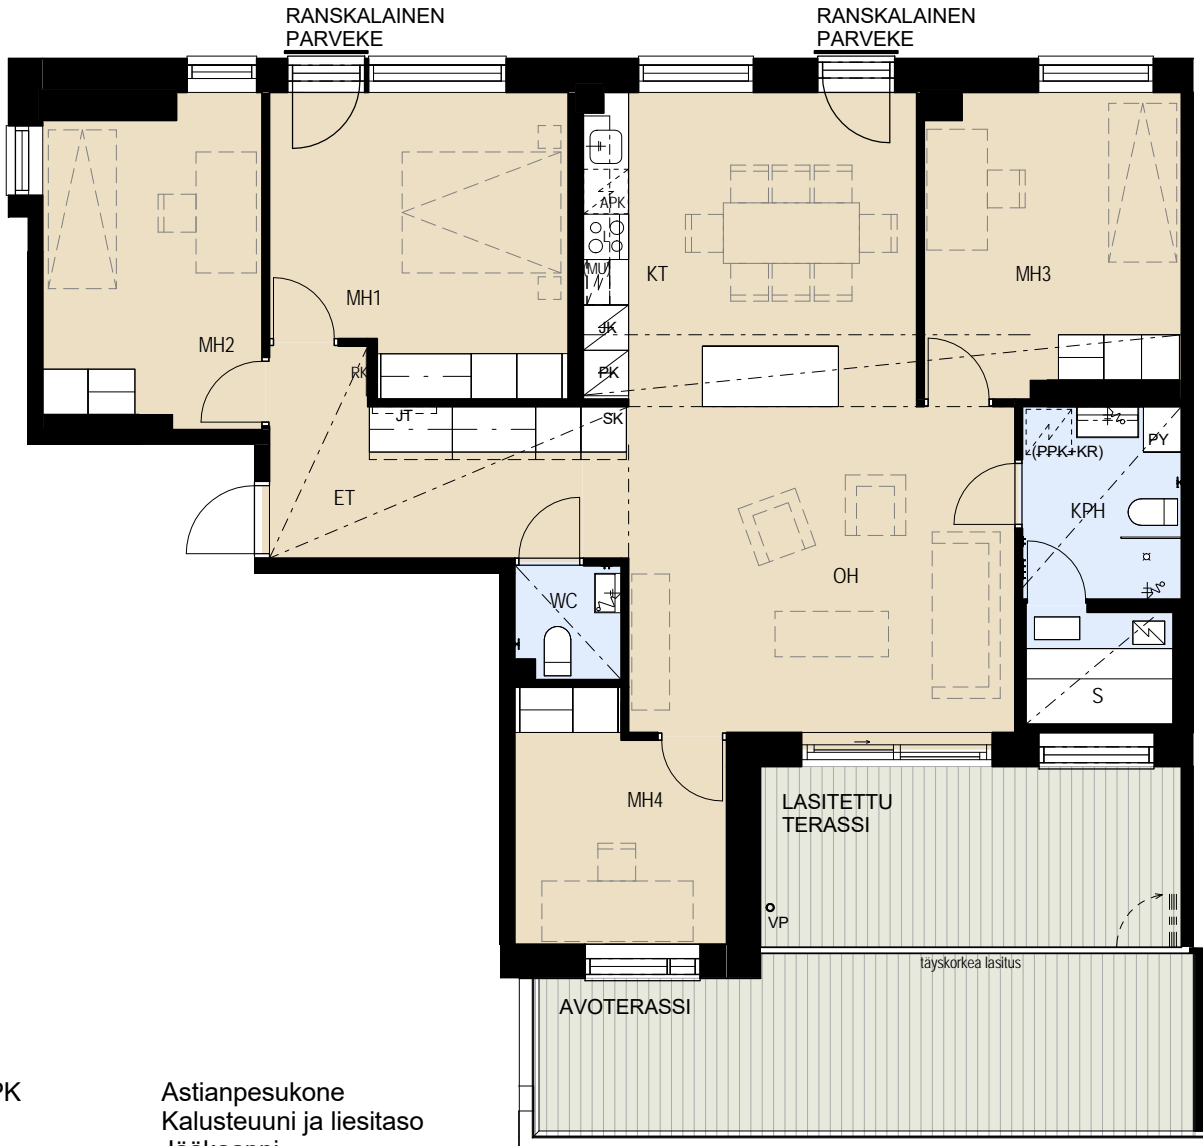 RANSKALAINEN
PARVEKE
RANSKALAINEN
PARVEKE
APK
L
(MU)
MH1
KT
MH3
JK
MH2
RK
PK
JT
SK
PY
(PPK+KR)
ET
KPH
OH
WC
S
MH4
LASITETTU
TERASSI
VP
täyskorkea lasitus
AVOTERASSI
Astianpesukone
Kalusteuuni ja liesitaso